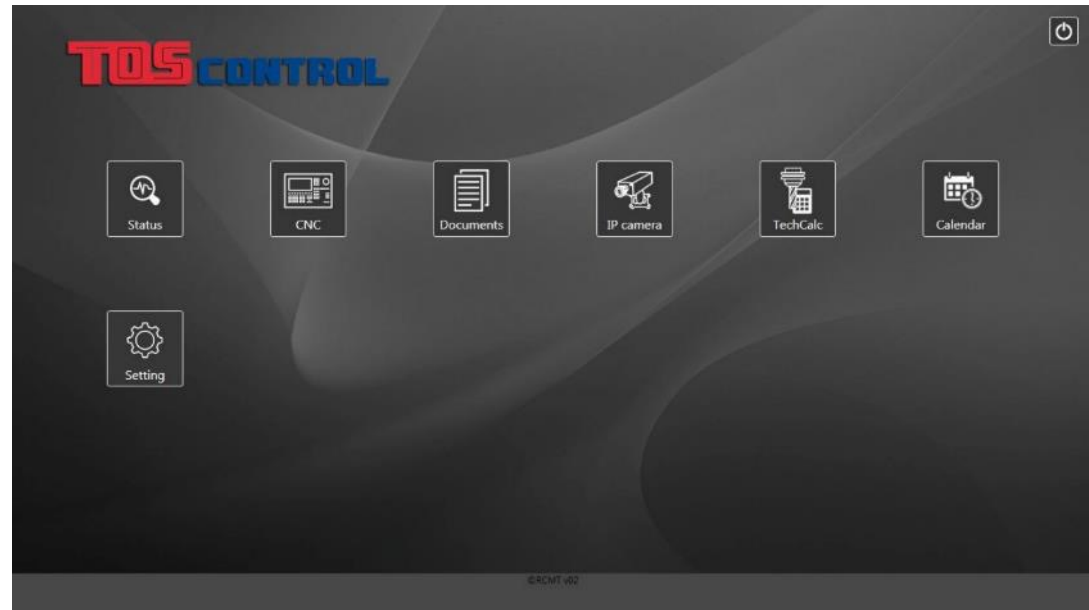 TOS CONTROL
Status
CNC
Documents
IP camera
TechCalc
Calendar
Setting
©RCMT v02